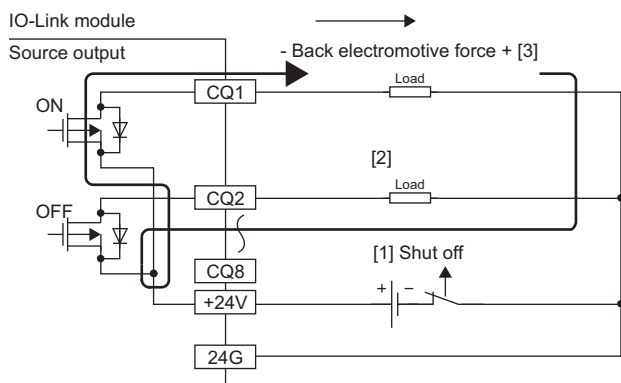 IO-Link module
Source output
- Back electromotive force + [3]
Load
CQ1
ON
[2]
Load
CQ2
OFF
[1] Shut off
CQ8
+ −
+24V
24G